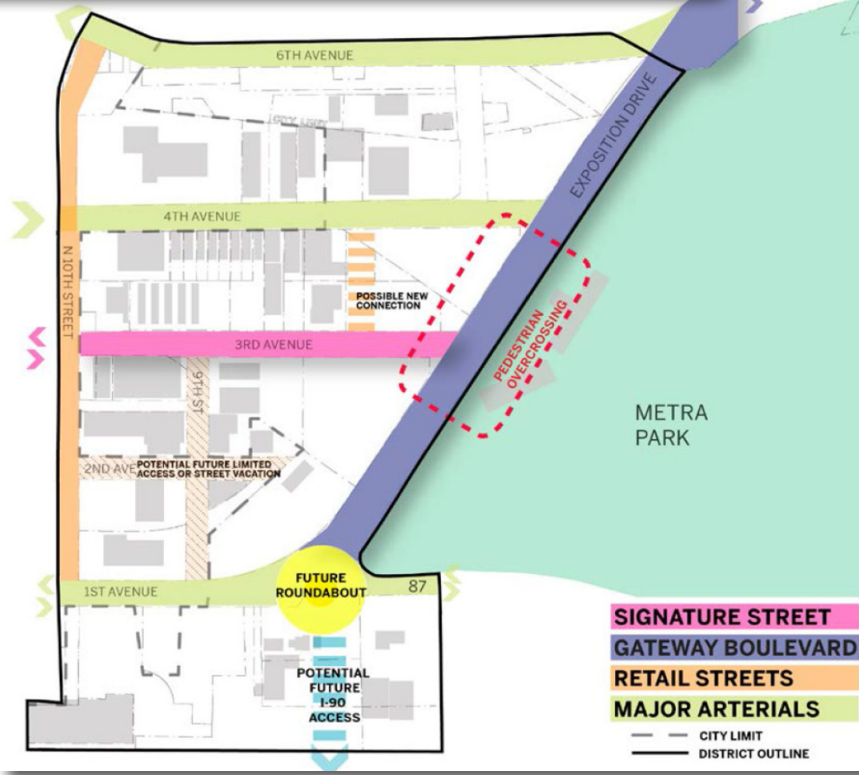 6TH AVENUE
EXPOSITION DRIVE
CITY LIMIT
4TH AVENUE
N 10TH STREET
POSSIBLE NEW
CONNECTION
3RD AVENUE
PEDESTRIAN
OVERCROSSING
METRA
PARK
9TH ST
2ND AVE
POTENTIAL FUTURE LIMITED
ACCESS OR STREET VACATION
1ST AVENUE
FUTURE
ROUNDABOUT
87
POTENTIAL
FUTURE
I-90
ACCESS
SIGNATURE STREET
GATEWAY BOULEVARD
RETAIL STREETS
MAJOR ARTERIALS
CITY LIMIT
DISTRICT OUTLINE